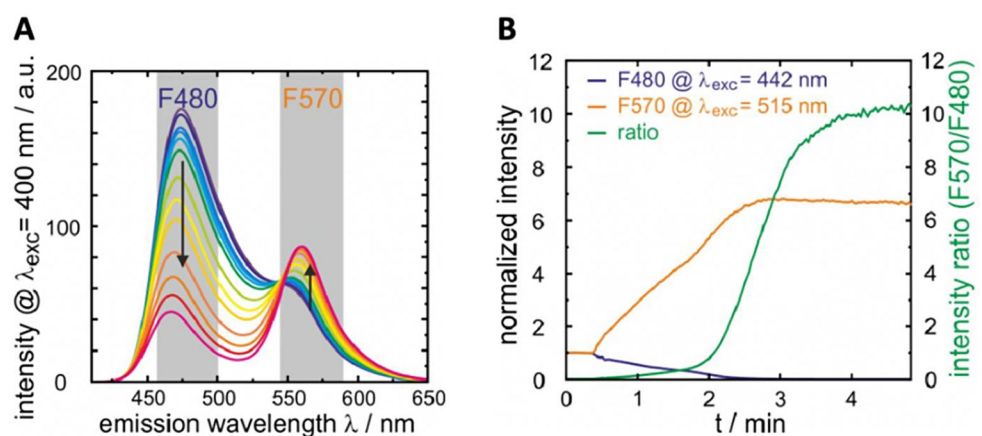 A
intensity @ λexc= 400 nm / a.u.
200
100
0
F480
F570
450 500 550 600 650
emission wavelength λ / nm
B
normalized intensity
12
10
8
6
4
2
0
F480 @ λexc= 442 nm
F570 @ λexc= 515 nm
ratio
0 1 2 3 4
t / min
12
10
8
6
4
2
0
intensity ratio (F570/F480)